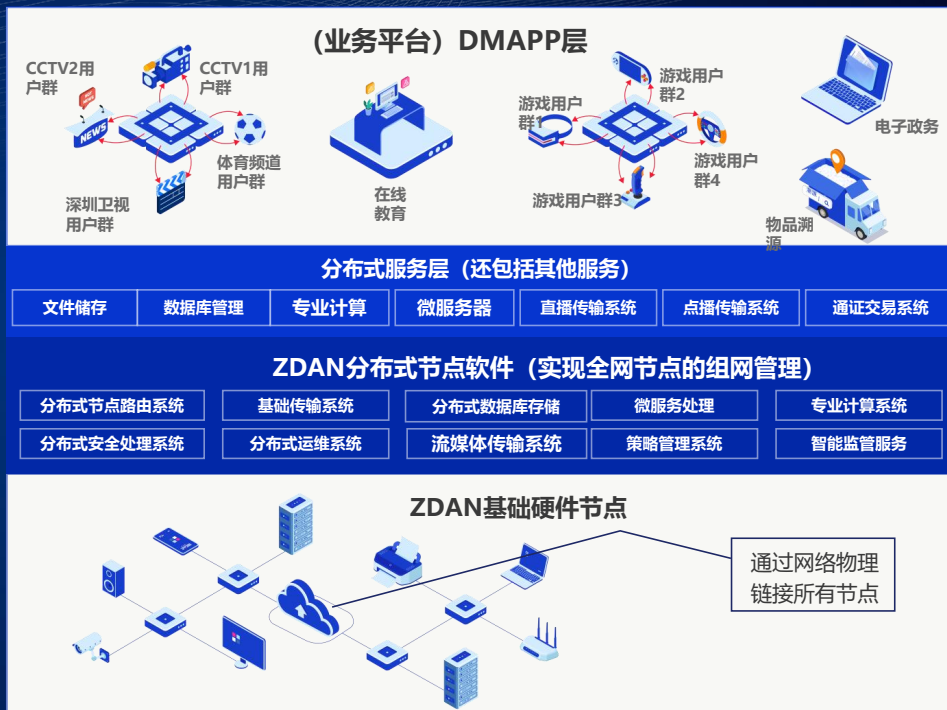 (业务平台) DMAPP层
CCTV2用
户群
CCTV1用
户群
NEWS
体育频道
用户群
深圳卫视
用户群
在线
教育
游戏用户
群1
游戏用户
群2
游戏用户群3
游戏用户
群4
电子政务
物品溯
源
分布式服务层（还包括其他服务）
文件储存
数据库管理
专业计算
微服务器
直播传输系统
点播传输系统
通证交易系统
ZDAN分布式节点软件（实现全网节点的组网管理）
分布式节点路由系统
基础传输系统
分布式数据库存储
微服务处理
专业计算系统
分布式安全处理系统
分布式运维系统
流媒体传输系统
策略管理系统
智能监管服务
ZDAN基础硬件节点
通过网络物理
链接所有节点